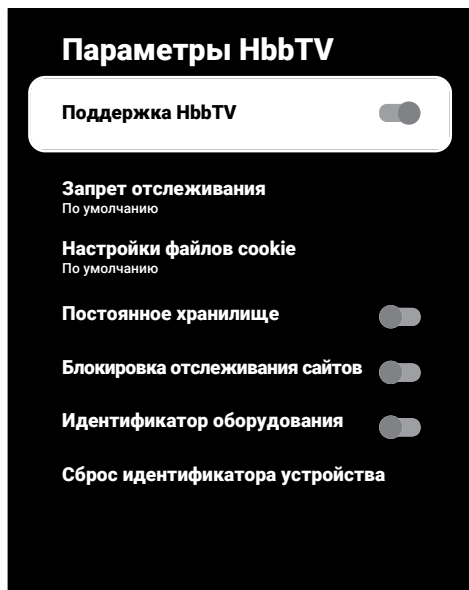 Параметры HbbTV
Поддержка HbbTV
Запрет отслеживания
По умолчанию
Настройки файлов cookie
По умолчанию
Постоянное хранилище
Блокировка отслеживания сайтов
Идентификатор оборудования
Сброс идентификатора устройства